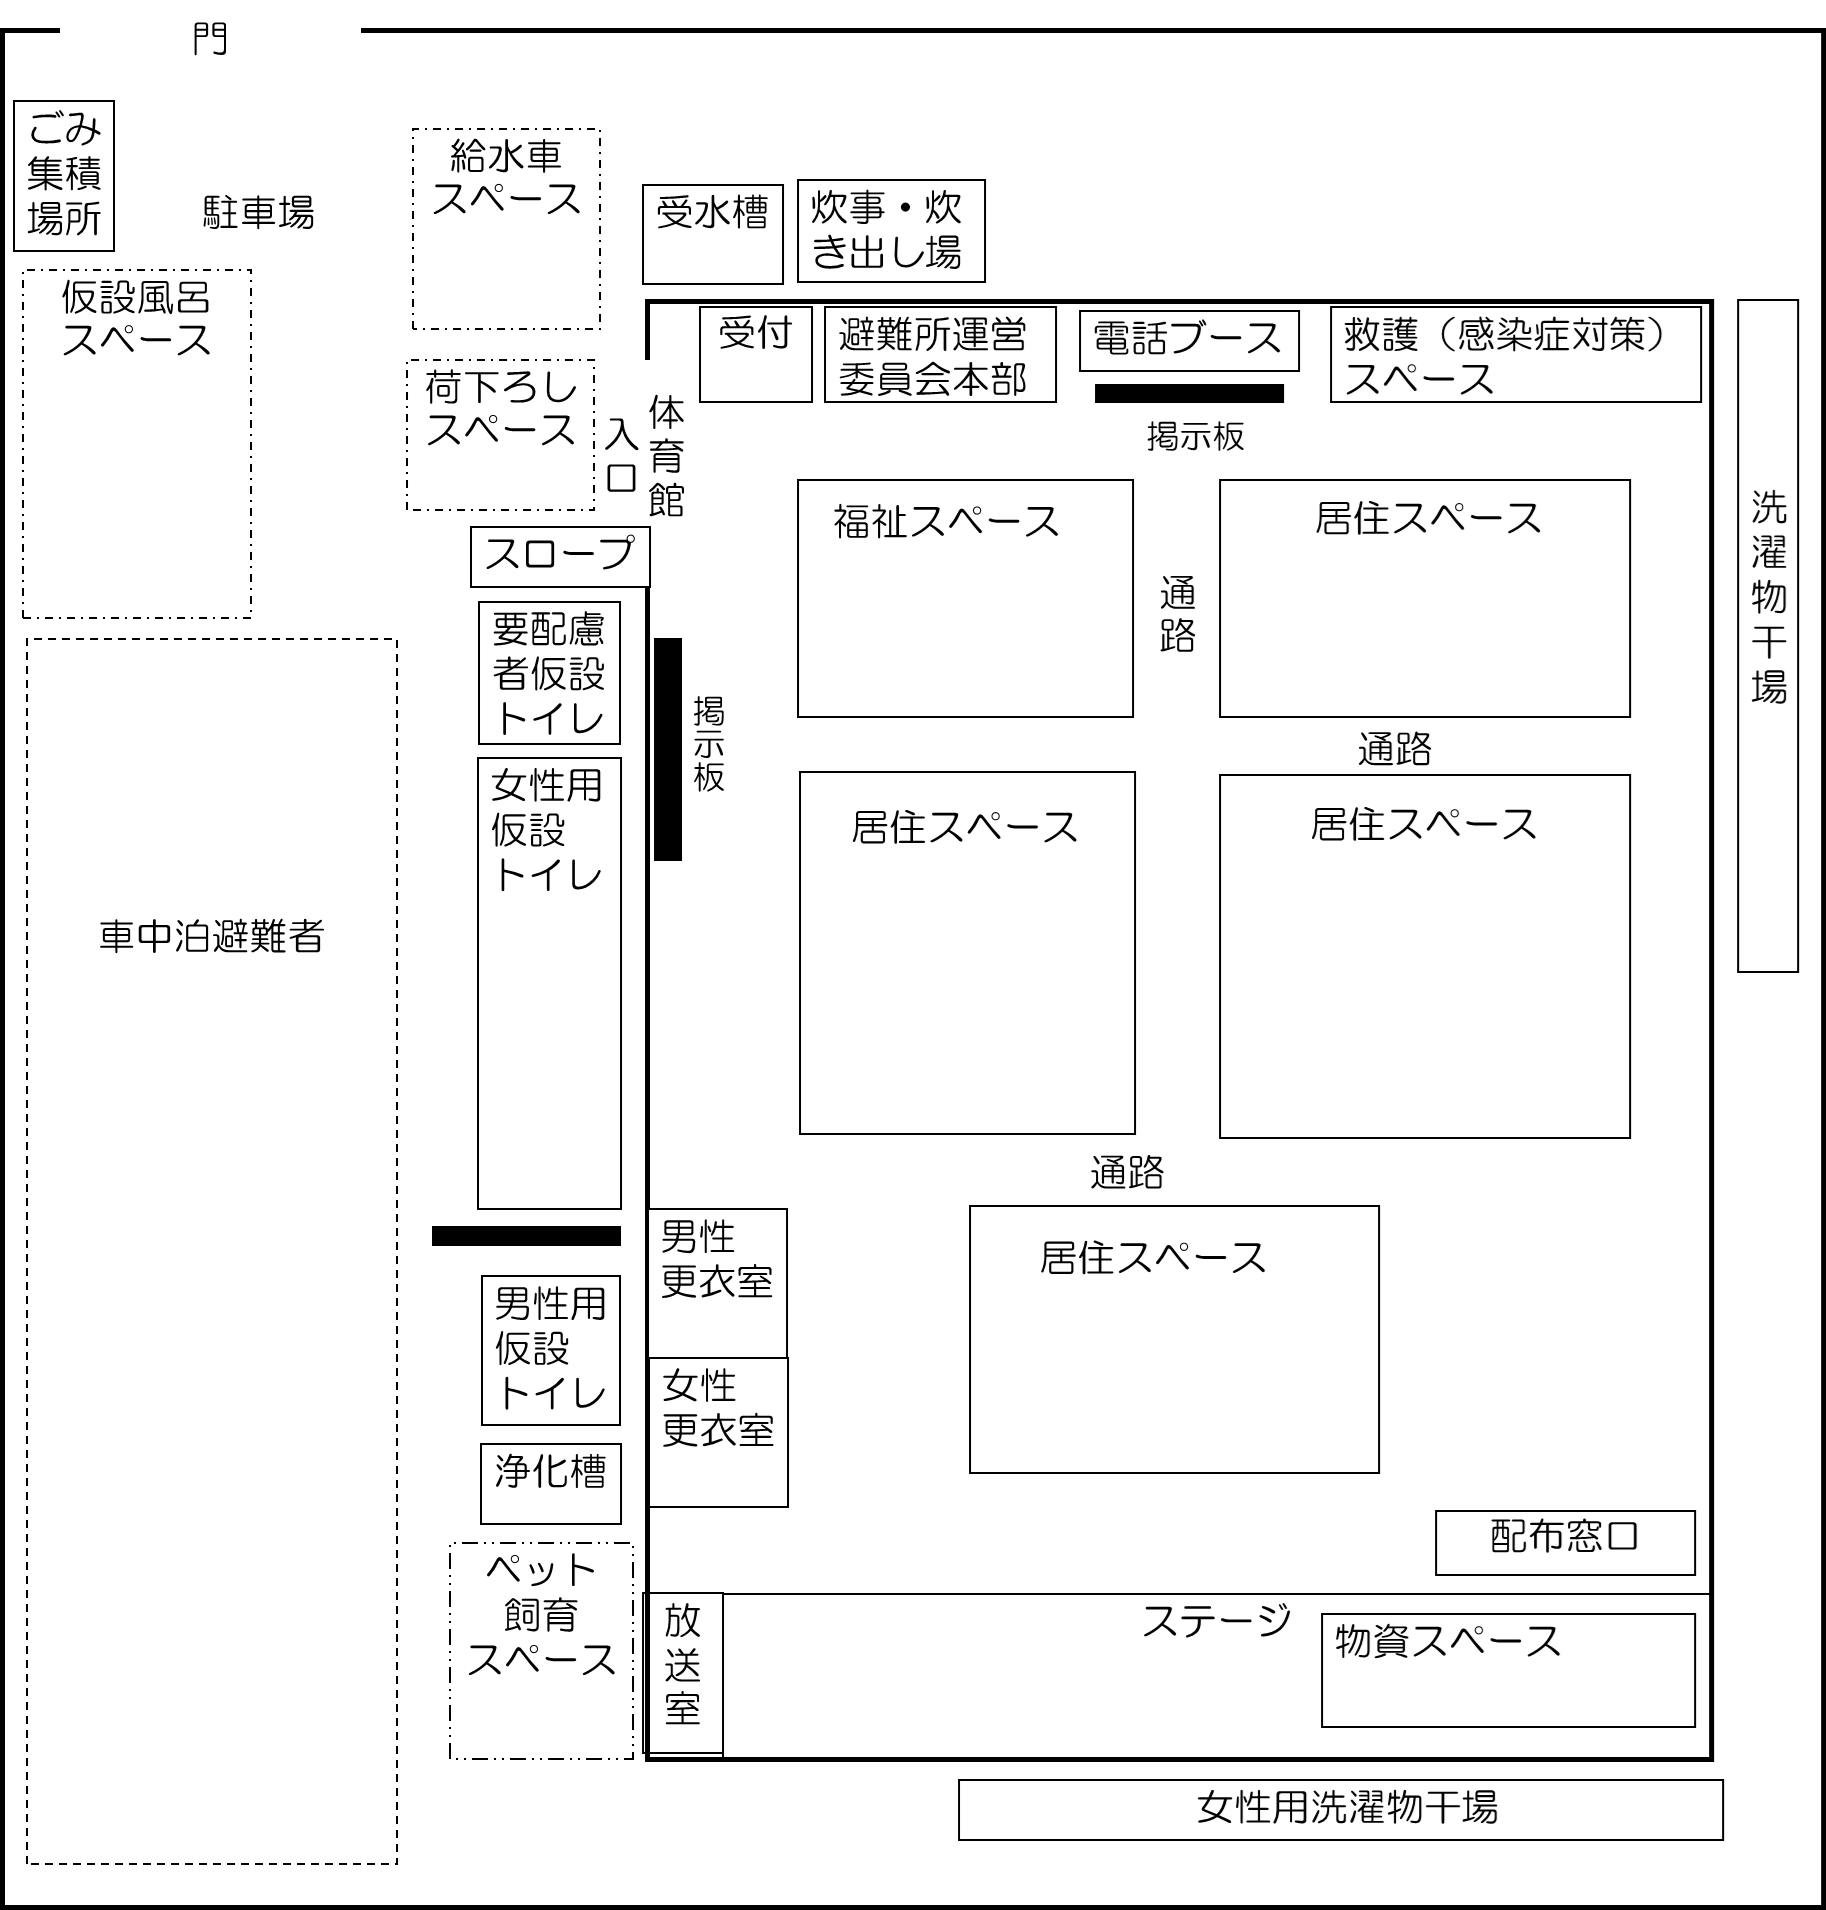 門
ごみ
集積
場所
駐車場
給水車
スペース
受水槽
炊事・炊
き出し場
仮設風呂
スペース
荷下ろし
スペース
入
口
体
育
館
受付
避難所運営
委員会本部
電話ブース
掲示板
救護（感染症対策）
スペース
スロープ
要配慮
者仮設
トイレ
女性用
仮設
トイレ
掲
示
板
福祉スペース
居住スペース
通
路
通路
洗
濯
物
干
場
居住スペース
居住スペース
車中泊避難者
通路
男性
更衣室
居住スペース
男性用
仮設
トイレ
女性
更衣室
浄化槽
配布窓口
ペット
飼育
スペース
放
送
室
ステージ
物資スペース
女性用洗濯物干場